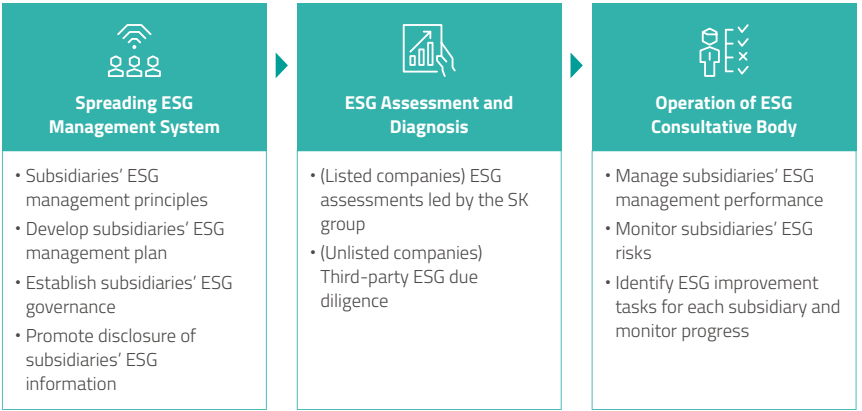 Spreading ESG
Management System
• Subsidiaries’ ESG
management principles
• Develop subsidiaries’ ESG
management plan
• Establish subsidiaries’ ESG
governance
• Promote disclosure of
subsidiaries’ ESG
information
ESG Assessment and
Diagnosis
• (Listed companies) ESG
assessments led by the SK
group
• (Unlisted companies)
Third-party ESG due
diligence
Operation of ESG
Consultative Body
• Manage subsidiaries’ ESG
management performance
• Monitor subsidiaries’ ESG
risks
• Identify ESG improvement
tasks for each subsidiary and
monitor progress